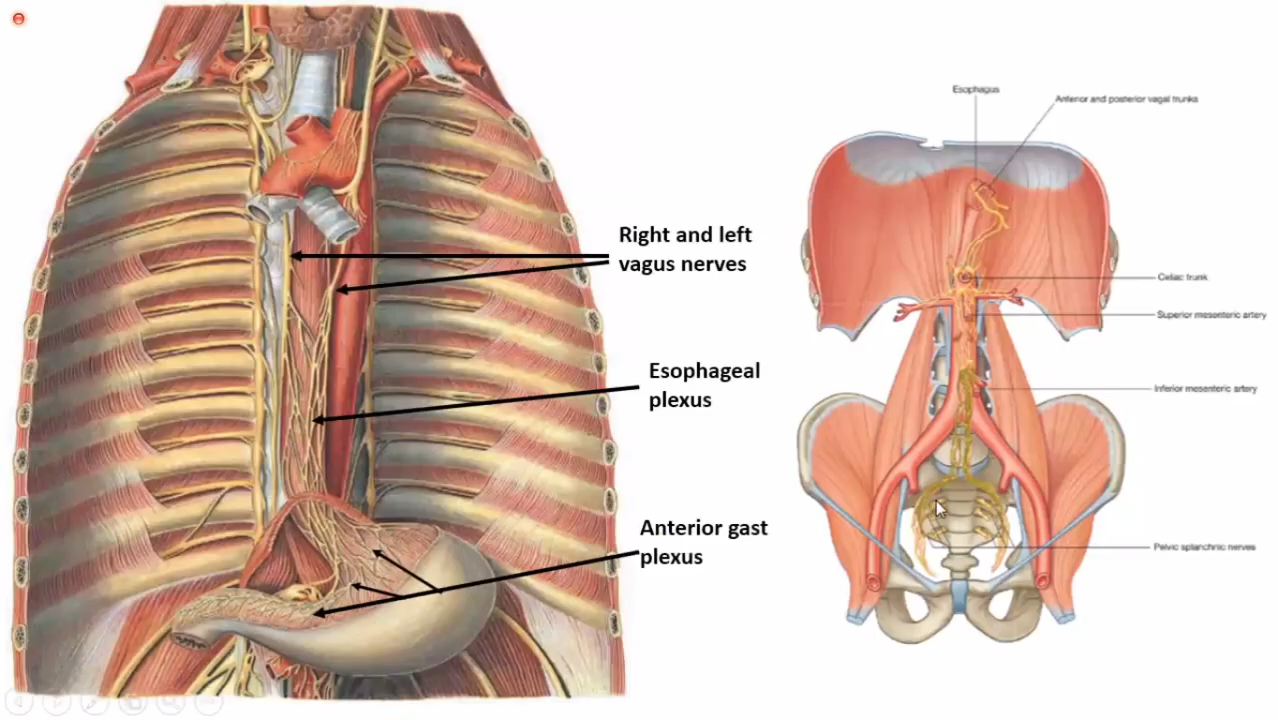 Right and left
vagus nerves
Esophageal
plexus
Anterior gast
plexus
Esophagus
Anterior and posterior vagal trunks
Celiac trunk
Superior mesenteric artery
Inferior mesenteric artery
Pelvic splanchnic nerves